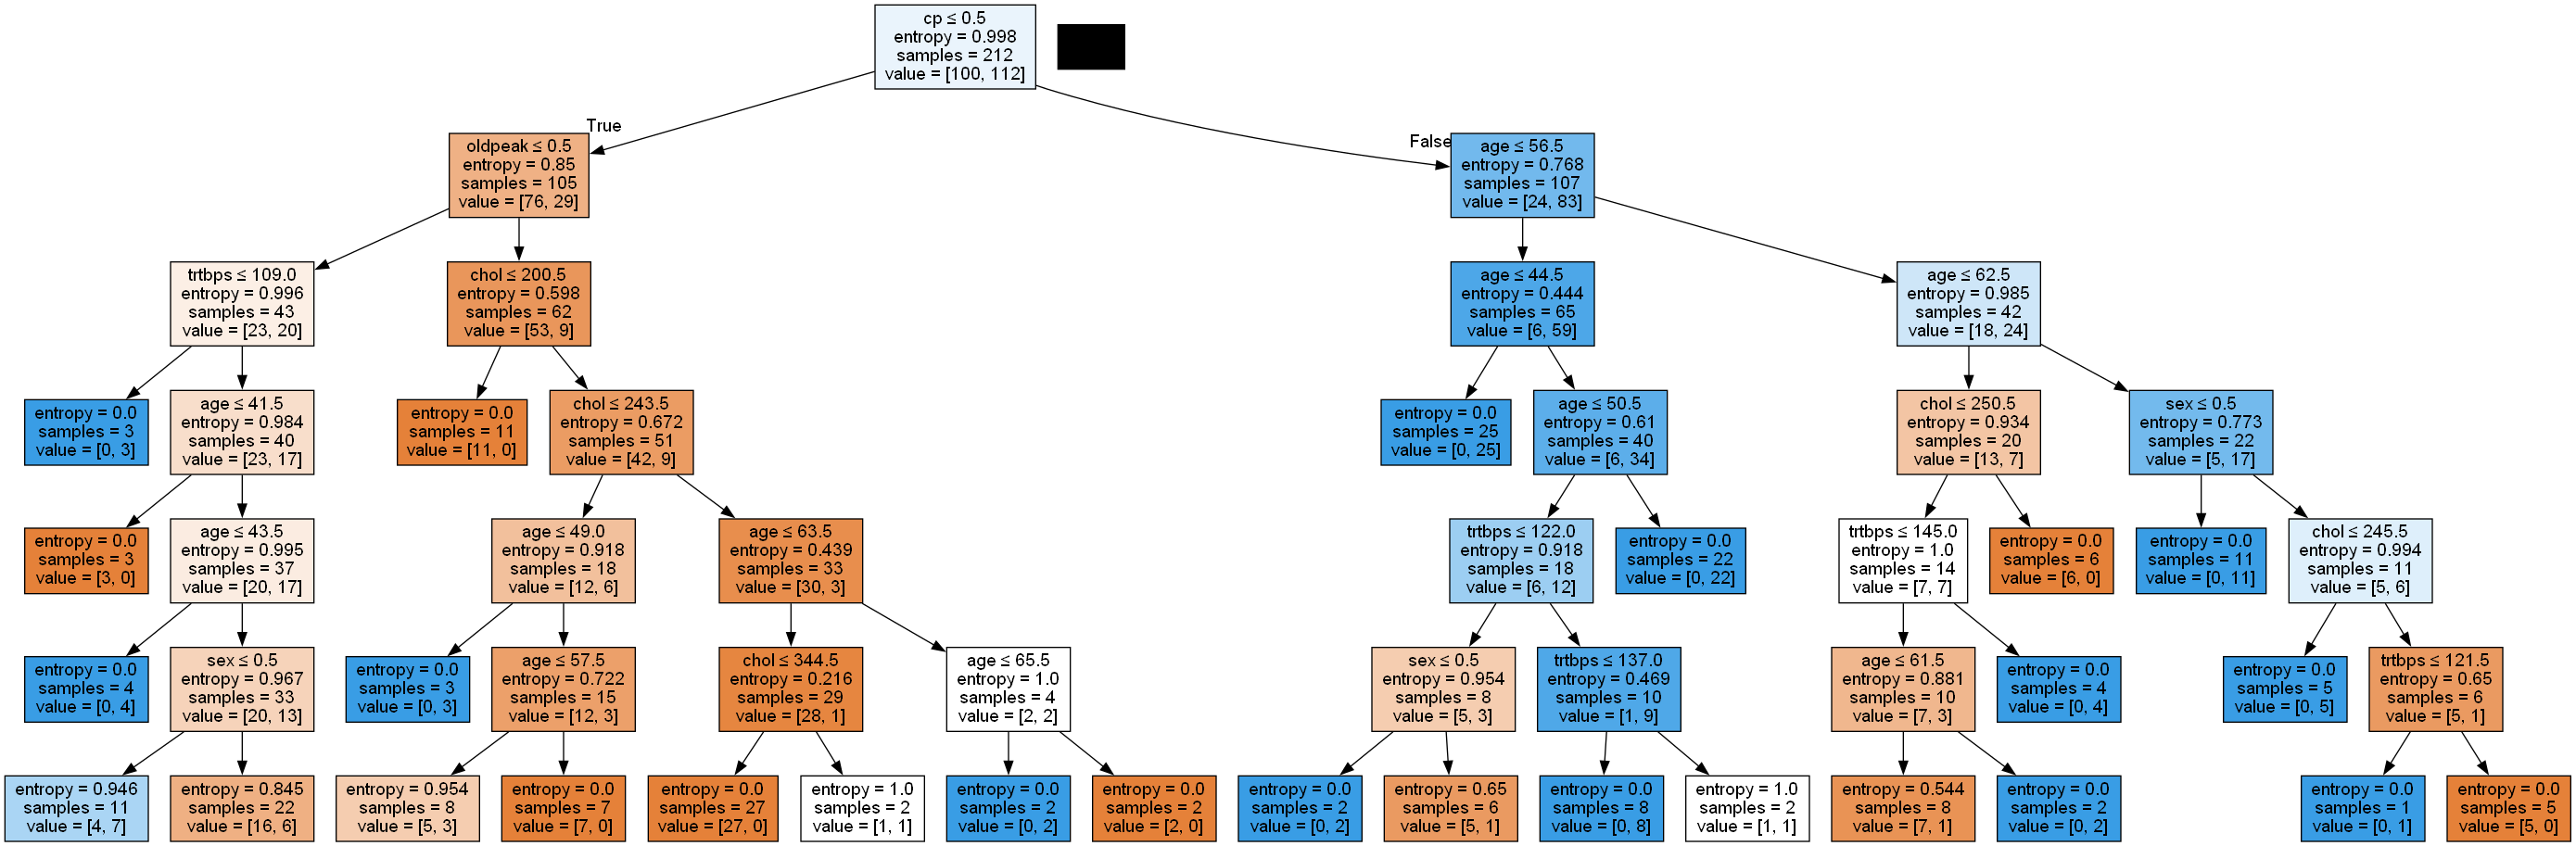 cp ≤ 0.5
entropy = 0.998
samples = 212
value = [100, 112]
True
False
oldpeak ≤ 0.5
entropy = 0.85
samples = 105
value = [76, 29]
age ≤ 56.5
entropy = 0.768
samples = 107
value = [24, 83]
trtbps ≤ 109.0
entropy = 0.996
samples = 43
value = [23, 20]
chol ≤ 200.5
entropy = 0.598
samples = 62
value = [53, 9]
age ≤ 44.5
entropy = 0.444
samples = 65
value = [6, 59]
age ≤ 62.5
entropy = 0.985
samples = 42
value = [18, 24]
entropy = 0.0
samples = 3
value = [0, 3]
age ≤ 41.5
entropy = 0.984
samples = 40
value = [23, 17]
entropy = 0.0
samples = 11
value = [11, 0]
chol ≤ 243.5
entropy = 0.672
samples = 51
value = [42, 9]
entropy = 0.0
samples = 25
value = [0, 25]
age ≤ 50.5
entropy = 0.61
samples = 40
value = [6, 34]
chol ≤ 250.5
entropy = 0.934
samples = 20
value = [13, 7]
sex ≤ 0.5
entropy = 0.773
samples = 22
value = [5, 17]
entropy = 0.0
samples = 3
value = [3, 0]
age ≤ 43.5
entropy = 0.995
samples = 37
value = [20, 17]
age ≤ 49.0
entropy = 0.918
samples = 18
value = [12, 6]
age ≤ 63.5
entropy = 0.439
samples = 33
value = [30, 3]
trtbps ≤ 122.0
entropy = 0.918
samples = 18
value = [6, 12]
entropy = 0.0
samples = 22
value = [0, 22]
trtbps ≤ 145.0
entropy = 1.0
samples = 14
value = [7, 7]
entropy = 0.0
samples = 6
value = [6, 0]
entropy = 0.0
samples = 11
value = [0, 11]
chol ≤ 245.5
entropy = 0.994
samples = 11
value = [5, 6]
entropy = 0.0
samples = 4
value = [0, 4]
sex ≤ 0.5
entropy = 0.967
samples = 33
value = [20, 13]
entropy = 0.0
samples = 3
value = [0, 3]
age ≤ 57.5
entropy = 0.722
samples = 15
value = [12, 3]
chol ≤ 344.5
entropy = 0.216
samples = 29
value = [28, 1]
age ≤ 65.5
entropy = 1.0
samples = 4
value = [2, 2]
sex ≤ 0.5
entropy = 0.954
samples = 8
value = [5, 3]
trtbps ≤ 137.0
entropy = 0.469
samples = 10
value = [1, 9]
age ≤ 61.5
entropy = 0.881
samples = 10
value = [7, 3]
entropy = 0.0
samples = 4
value = [0, 4]
entropy = 0.0
samples = 5
value = [0, 5]
trtbps ≤ 121.5
entropy = 0.65
samples = 6
value = [5, 1]
entropy = 0.946
samples = 11
value = [4, 7]
entropy = 0.845
samples = 22
value = [16, 6]
entropy = 0.954
samples = 8
value = [5, 3]
entropy = 0.0
samples = 7
value = [7, 0]
entropy = 0.0
samples = 27
value = [27, 0]
entropy = 1.0
samples = 2
value = [1, 1]
entropy = 0.0
samples = 2
value = [0, 2]
entropy = 0.0
samples = 2
value = [2, 0]
entropy = 0.0
samples = 2
value = [0, 2]
entropy = 0.65
samples = 6
value = [5, 1]
entropy = 0.0
samples = 8
value = [0, 8]
entropy = 1.0
samples = 2
value = [1, 1]
entropy = 0.544
samples = 8
value = [7, 1]
entropy = 0.0
samples = 2
value = [0, 2]
entropy = 0.0
samples = 1
value = [0, 1]
entropy = 0.0
samples = 5
value = [5, 0]